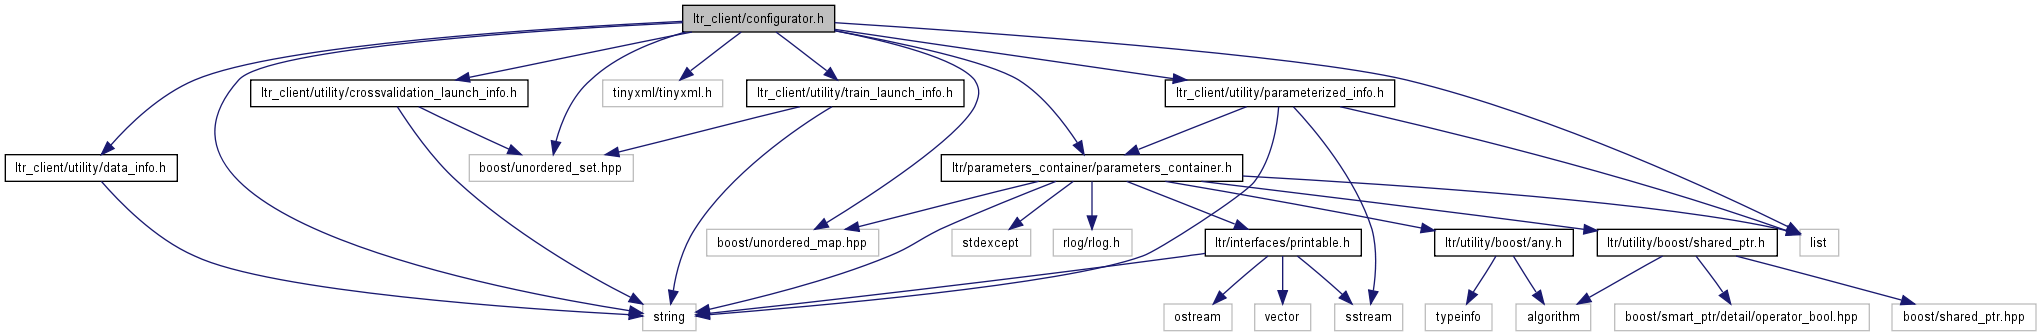 ltr_client/configurator.h
ltr_client/utility/crossvalidation_launch_info.h
tinyxml/tinyxml.h
ltr_client/utility/train_launch_info.h
ltr_client/utility/parameterized_info.h
ltr_client/utility/data_info.h
boost/unordered_set.hpp
ltr/parameters_container/parameters_container.h
boost/unordered_map.hpp
stdexcept
rlog/rlog.h
ltr/interfaces/printable.h
ltr/utility/boost/any.h
ltr/utility/boost/shared_ptr.h
list
string
ostream
vector
sstream
typeinfo
algorithm
boost/smart_ptr/detail/operator_bool.hpp
boost/shared_ptr.hpp